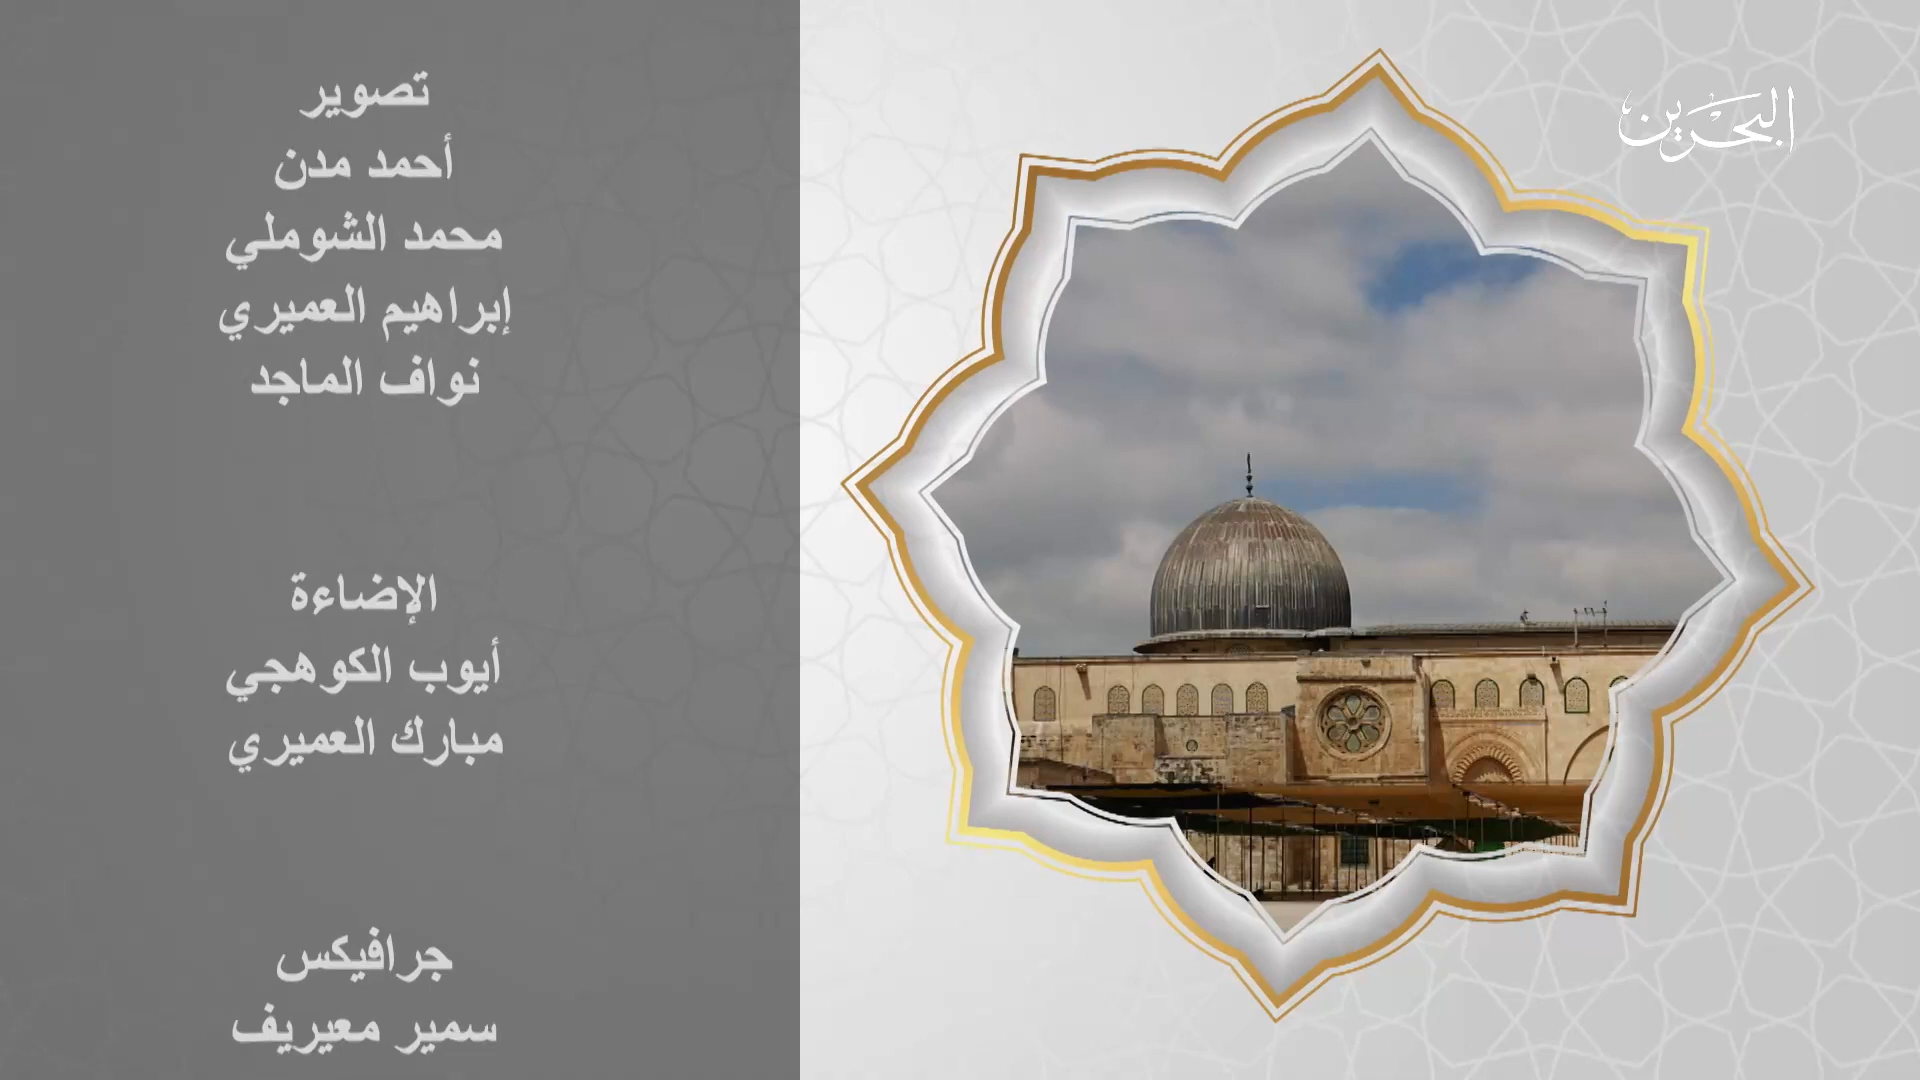 البحرين
تصوير
أحمد مدن
محمد الشوملي
إبراهيم العميري
نواف الماجد
الإضاءة
أيوب الكوهجي
مبارك العميري
جرافيكس
سمير معيريف